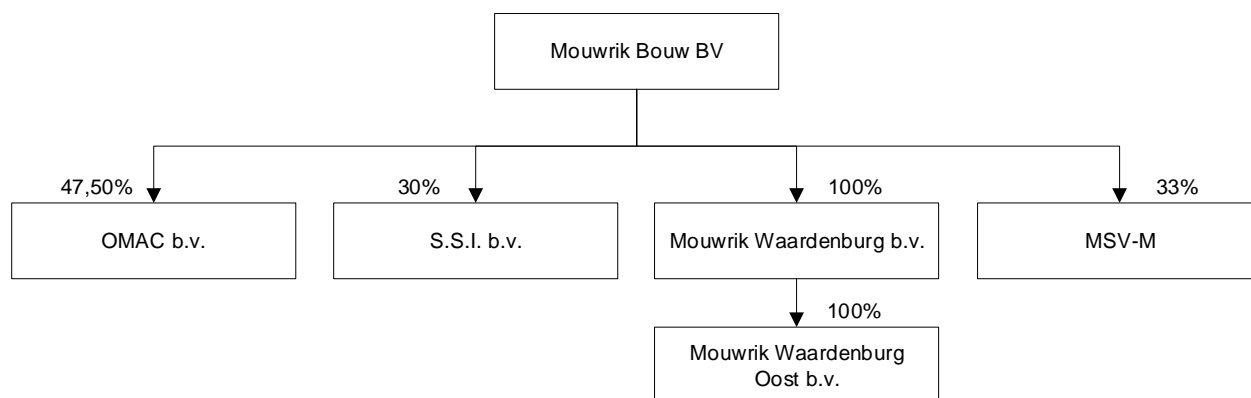 Mouwrik Bouw BV
47,50%
30%
100%
33%
OMAC b.v.
S.S.I. b.v.
Mouwrik Waardenburg b.v.
MSV-M
100%
Mouwrik Waardenburg
Oost b.v.